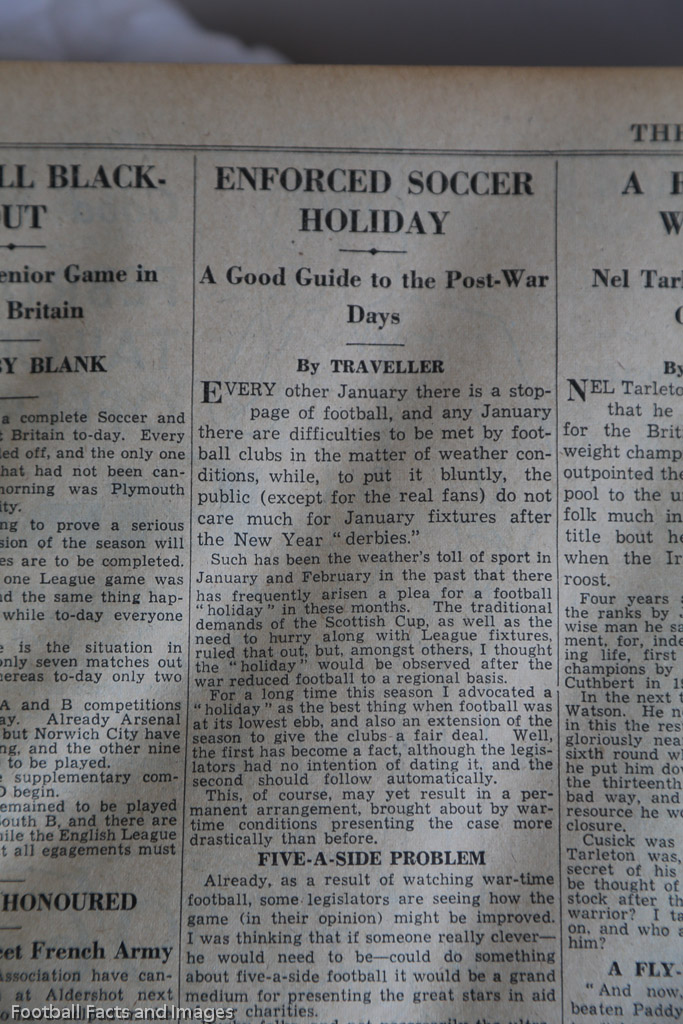 THE
LL BLACK-
UT
enior Game in
Britain
BY BLANK
a complete Soccer and
t Britain to-day. Every
led off, and the only one
hat had not been can-
morning was Plymouth
ity.
ng to prove a serious
sion of the season will
es are to be completed.
one League game was
nd the same thing hap-
while to-day everyone
e is the situation in
only seven matches out
hereas to-day only two
A and B competitions
ay. Already Arsenal
but Norwich City have
ng, and the other nine
to be played.
e supplementary com-
D begin.
emained to be played
South B, and there are
hile the English League
t all egagements must
HONOURED
eet French Army
Association have can-
at Aldershot next
ENFORCED SOCCER
HOLIDAY
A Good Guide to the Post-War
Days
By TRAVELLER
EVERY other January there is a stop-
page of football, and any January
there are difficulties to be met by foot-
ball clubs in the matter of weather con-
ditions, while, to put it bluntly, the
public (except for the real fans) do not
care much for January fixtures after
the New Year "derbies."
Such has been the weather's toll of sport in
January and February in the past that there
has frequently arisen a plea for a football
"holiday" in these months. The traditional
demands of the Scottish Cup, as well as the
need to hurry along with League fixtures,
ruled that out, but, amongst others, I thought
the "holiday" would be observed after the
war reduced football to a regional basis.
For a long time this season I advocated a
"holiday" as the best thing when football was
at its lowest ebb, and also an extension of the
season to give the clubs a fair deal. Well,
the first has become a fact, although the legis-
lators had no intention of dating it, and the
second should follow automatically.
This, of course, may yet result in a per-
manent arrangement, brought about by war-
time conditions presenting the case more
drastically than before.
FIVE-A-SIDE PROBLEM
Already, as a result of watching war-time
football, some legislators are seeing how the
game (in their opinion) might be improved.
I was thinking that if someone really clever—
he would need to be—could do something
about five-a-side football it would be a grand
medium for presenting the great stars in aid
charities.
A F
W
Nel Tarl
By
NEL Tarleto
that he
for the Brit
weight champ
outpointed the
pool to the u
folk much in
title bout he
when the Ir
roost.
Four years a
the ranks by J
wise man he sa
ment, for, inde
ing life, first
champions by
Cuthbert in 19
In the next t
Watson. He n
in this the res
gloriously nea
sixth round w
he put him dow
the thirteenth
bad way, and
resource he wo
closure.
Cusick was
Tarleton was,
secret of his
be thought of
stock after th
warrior? I ta
on, and who a
him?
A FLY-
"And now,
beaten Paddy
Football Facts and Images